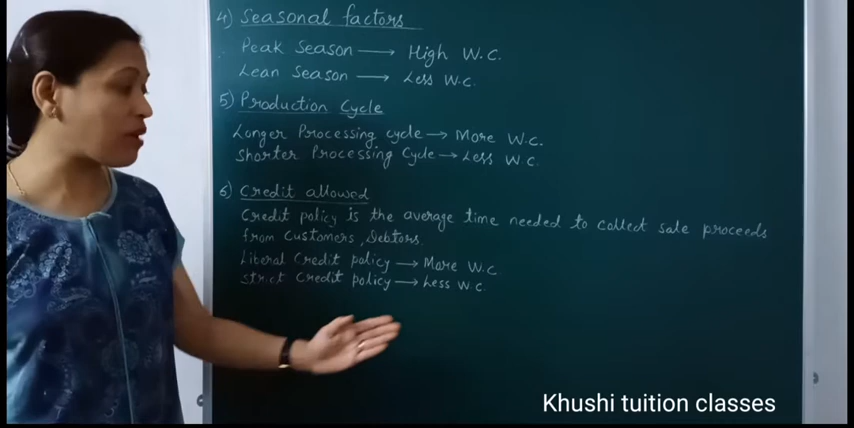 4) Seasonal factors
Peak Season → High W.C.
Lean Season → Less W.C.
5) Production Cycle
Longer Processing cycle → More W.C.
Shorter Processing Cycle → Less W.C.
6) Credit allowed
Credit policy is the average time needed to collect sale proceeds
from Customers, Debtors.
Liberal Credit policy → More W.C.
Strict Credit policy → Less W.C.
Khushi tuition classes